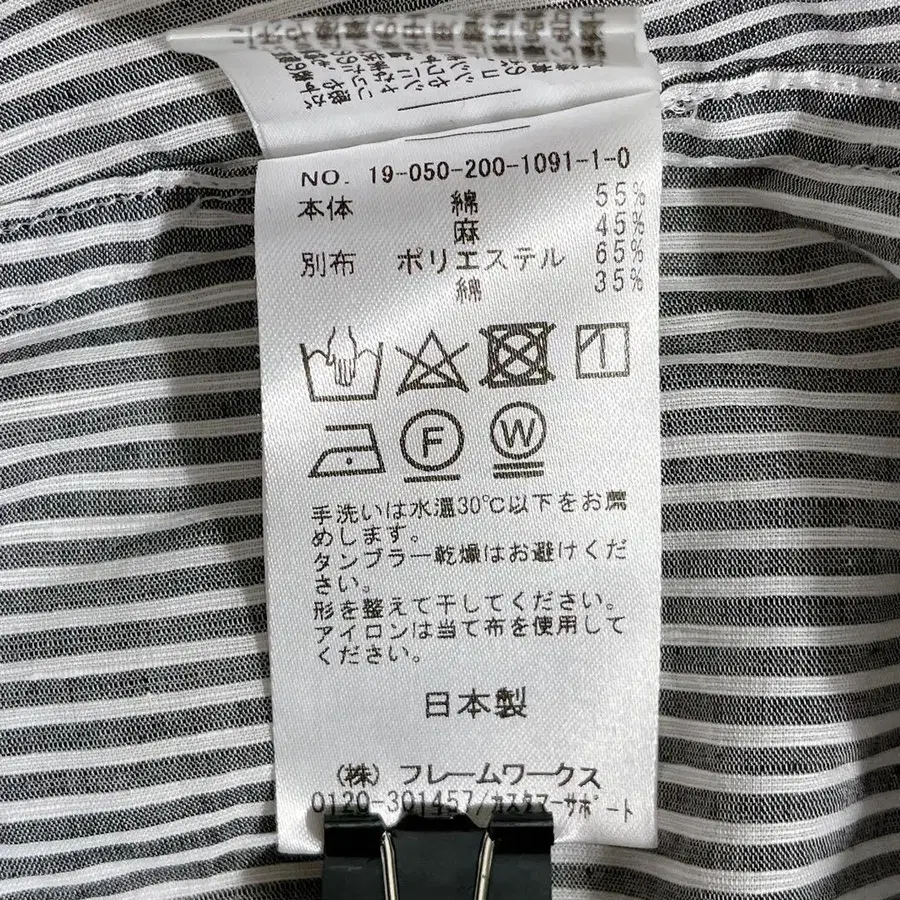 NO. 19-050-200-1091-1-0
本体 綿 55%
麻 45%
別布 ポリエステル 65%
綿 35%
F W
手洗いは水温30℃以下をお薦
めします。
タンブラー乾燥はお避けくだ
さい。
形を整えて干してください。
アイロンは当て布を使用して
ください。
日本製
(株) フレームワークス
0120-301457/カスタマーサポート